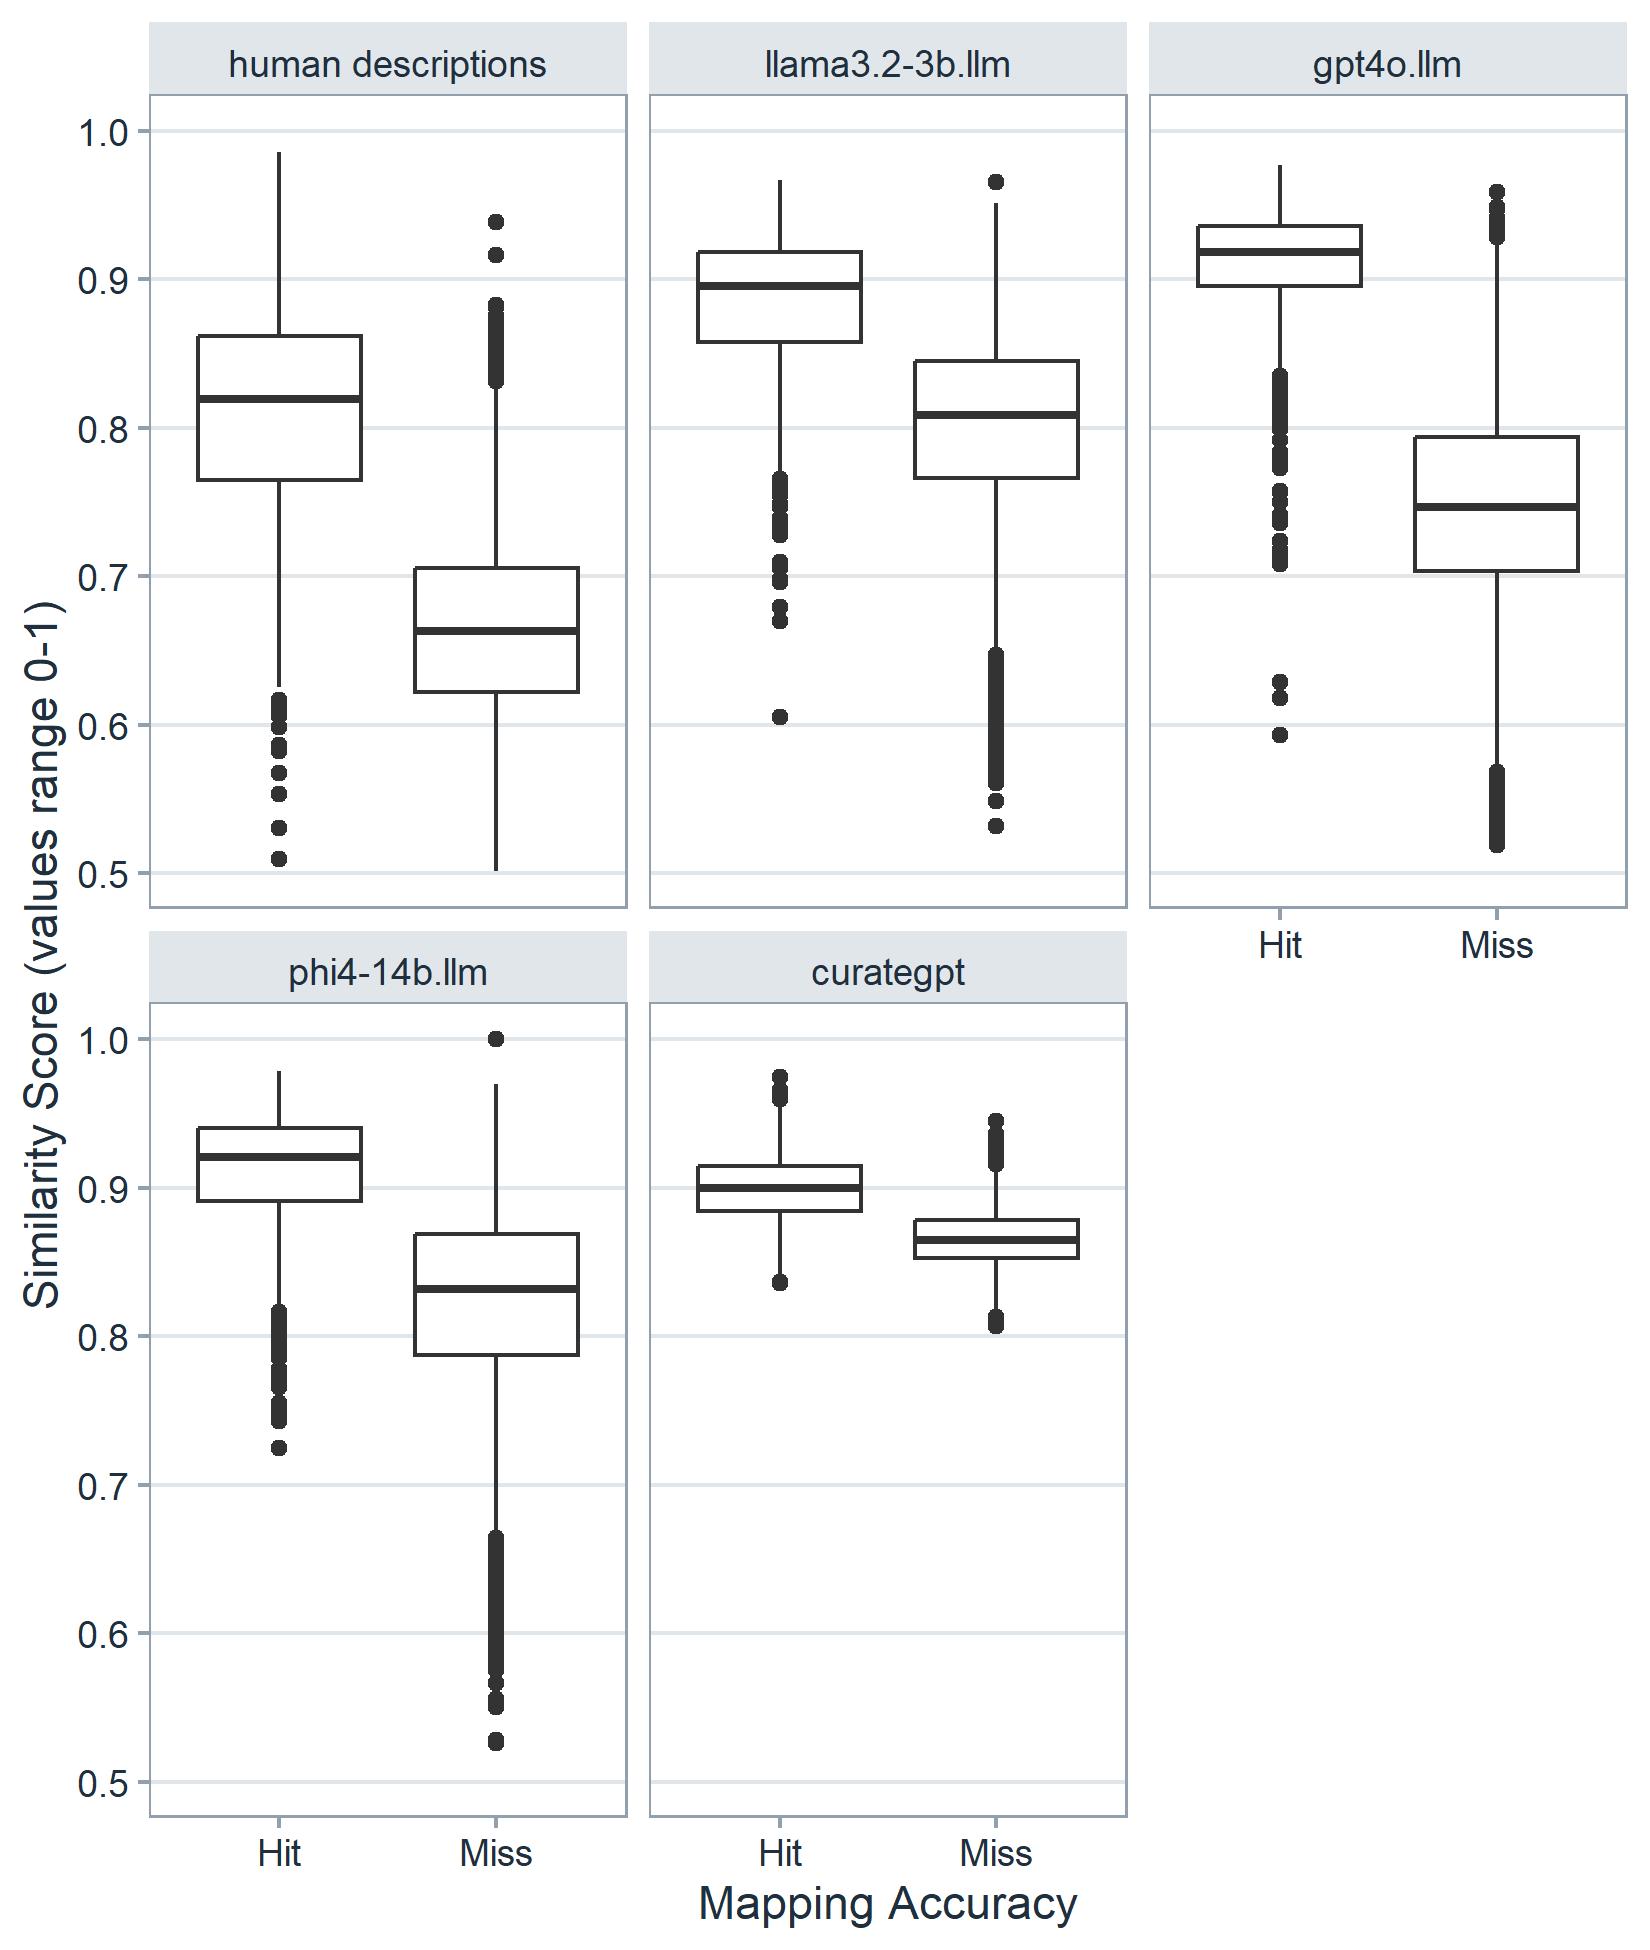 human descriptions
llama3.2-3b.llm
gpt4o.llm
1.0
0.9
0.8
0.7
0.6
0.5
Hit
Miss
phi4-14b.llm
curategpt
1.0
0.9
0.8
0.7
0.6
0.5
Hit
Miss
Hit
Miss
Mapping Accuracy
Similarity Score (values range 0-1)